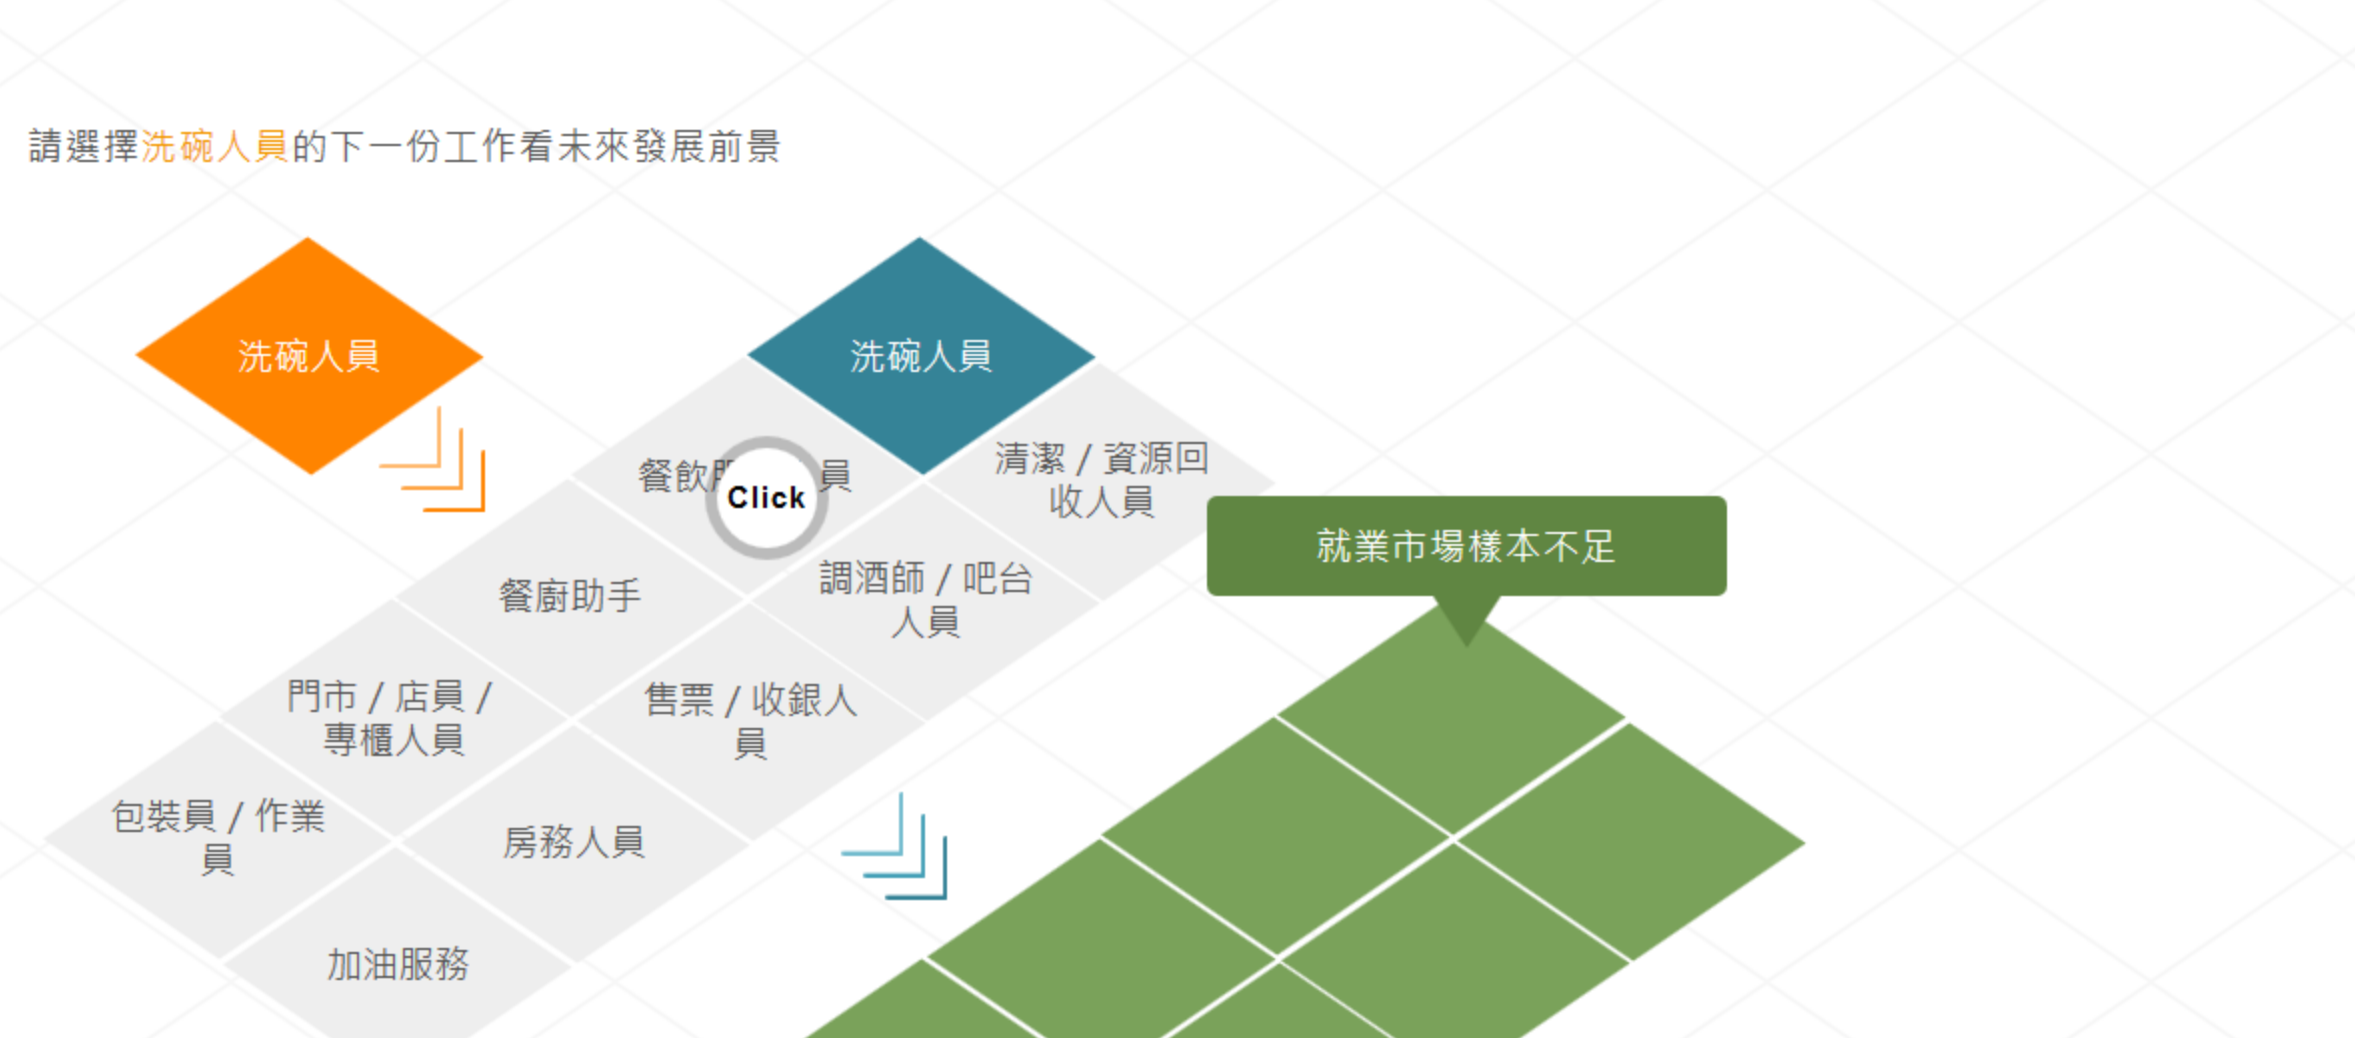 請選擇洗碗人員的下一份工作看未來發展前景
洗碗人員
洗碗人員
餐飲
員
Click
清潔 / 資源回
收人員
就業市場樣本不足
餐廚助手
調酒師 / 吧台
人員
門市 / 店員 /
專櫃人員
售票 / 收銀人
員
包裝員 / 作業
員
房務人員
加油服務